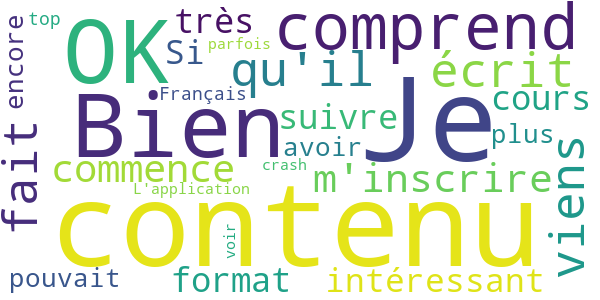 top
très
comprend
OK
Si
parfois
encore
qu'il
écrit
Français
Bien
Je
cours
suivre
plus
avoir
fait
commence
crash
m'inscrire
viens
L'application
contenu
voir
pouvait
format
intéressant